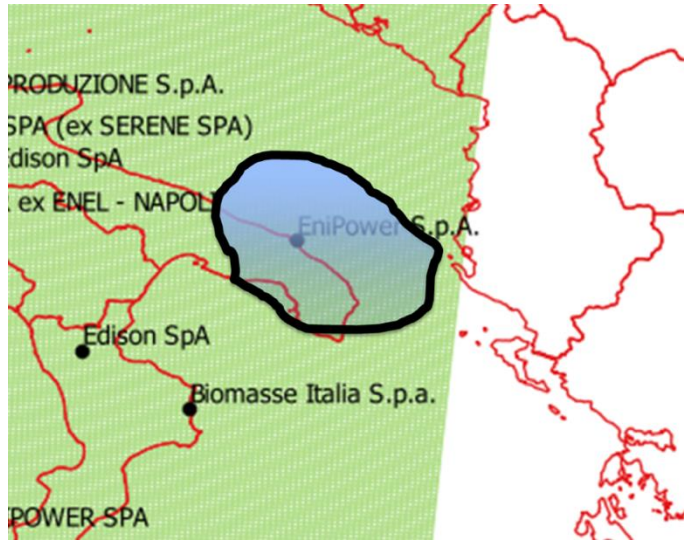 PRODUZIONE S.p.A.
SPA (ex SERENE SPA)
Edison SpA
ex ENEL - NAPOLI
EniPower S.p.A.
Edison SpA
Biomasse Italia S.p.a.
POWER SPA